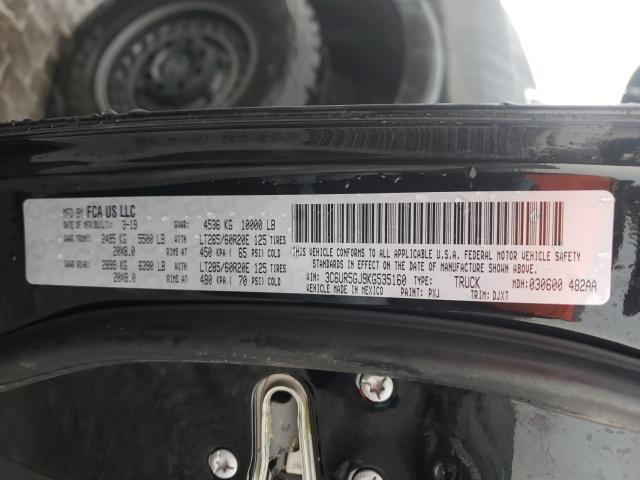 MFD BY FCA US LLC
DATE OF MFR(BUILT): 3-19 GVWR: 4536 KG 10000 LB
GAWR FRONT: 2495 KG 5500 LB WITH LT285/60R20E 125 TIRES
20X8.0 RIMS AT 450 KPA ( 65 PSI) COLD
GAWR REAR: 2899 KG 6390 LB WITH LT285/60R20E 125 TIRES
20X8.0 RIMS AT 480 KPA ( 70 PSI) COLD
THIS VEHICLE CONFORMS TO ALL APPLICABLE U.S.A. FEDERAL MOTOR VEHICLE SAFETY
STANDARDS IN EFFECT ON THE DATE OF MANUFACTURE SHOWN ABOVE.
VIN: 3C6UR5GJ9KG535160 TYPE: TRUCK MDH: 030600 482AA
VEHICLE MADE IN MEXICO PAINT: PXJ TRIM: DJXT